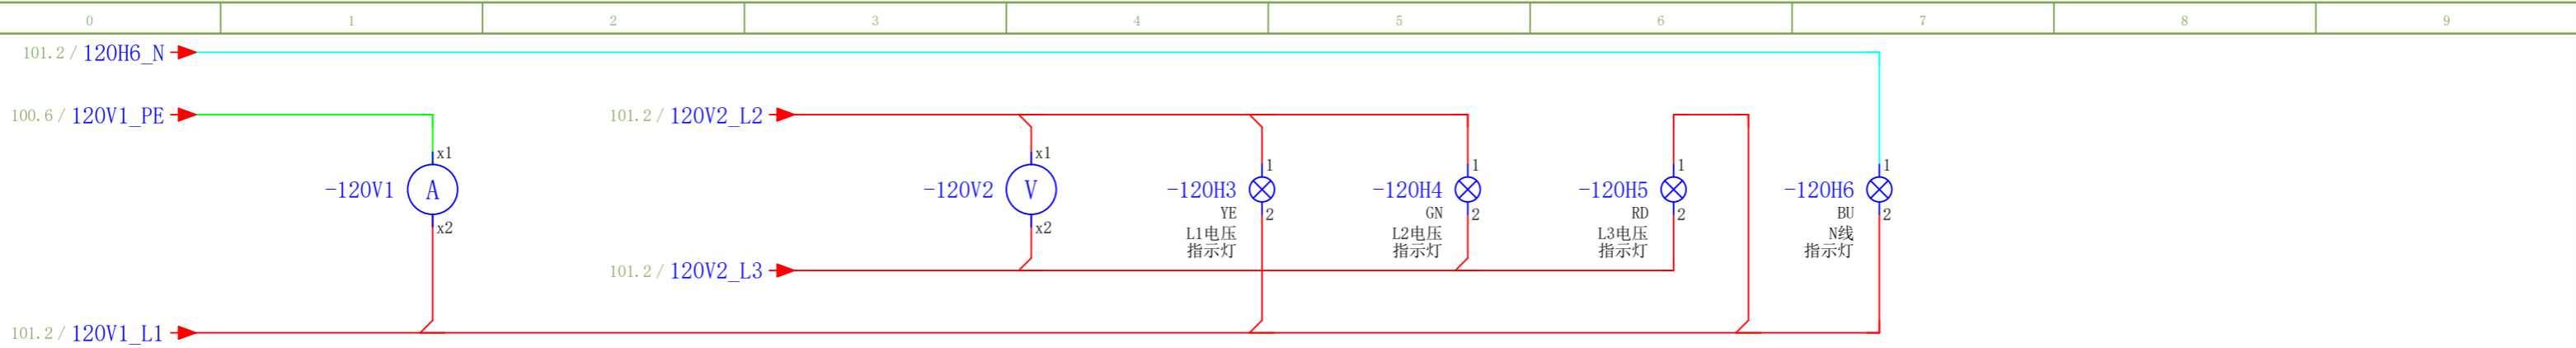 0 1 2 3 4 5 6 7 8 9
101.2 / 120H6_N
100.6 / 120V1_PE
101.2 / 120V2_L2
x1 x1 1 1 1 1
-120V1 A -120V2 V -120H3 -120H4 -120H5 -120H6
x2 x2 2 2 2 2
YE GN RD BU
L1电压 L2电压 L3电压 N线
指示灯 指示灯 指示灯 指示灯
101.2 / 120V2_L3
101.2 / 120V1_L1